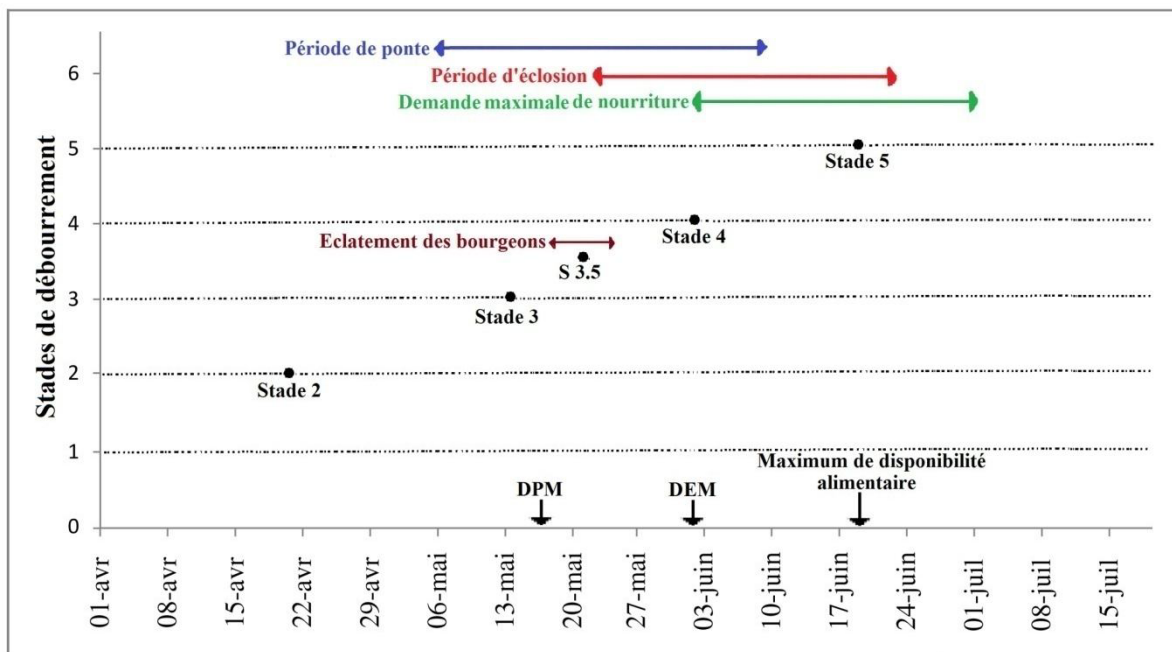 Période de ponte
Période d'éclosion
Demande maximale de nourriture
Stades de débourrement
6
5
4
3
2
1
0
Stade 5
Stade 4
Eclatement des bourgeons
S 3.5
Stade 3
Stade 2
DPM
DEM
Maximum de disponibilité
alimentaire
01-avr
08-avr
15-avr
22-avr
29-avr
06-mai
13-mai
20-mai
27-mai
03-juin
10-juin
17-juin
24-juin
01-juil
08-juil
15-juil